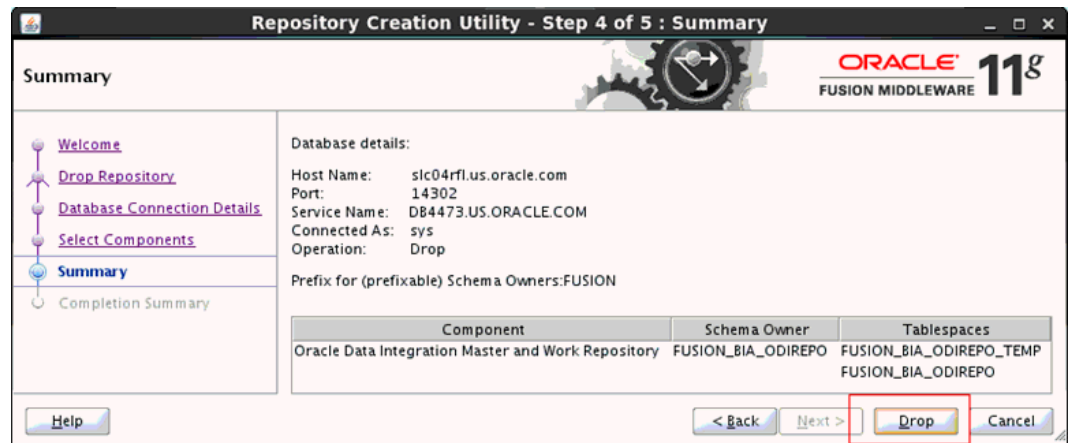 Repository Creation Utility - Step 4 of 5 : Summary
Summary
ORACLE 11g
FUSION MIDDLEWARE
Welcome
Drop Repository
Database Connection Details
Select Components
Summary
Completion Summary
Database details:
Host Name: slc04rfl.us.oracle.com
Port: 14302
Service Name: DB4473.US.ORACLE.COM
Connected As: sys
Operation: Drop
Prefix for (prefixable) Schema Owners:FUSION
Component Schema Owner Tablespaces
Oracle Data Integration Master and Work Repository FUSION_BIA_ODIREPO FUSION_BIA_ODIREPO_TEMP
FUSION_BIA_ODIREPO
Help < Back Next > Drop Cancel